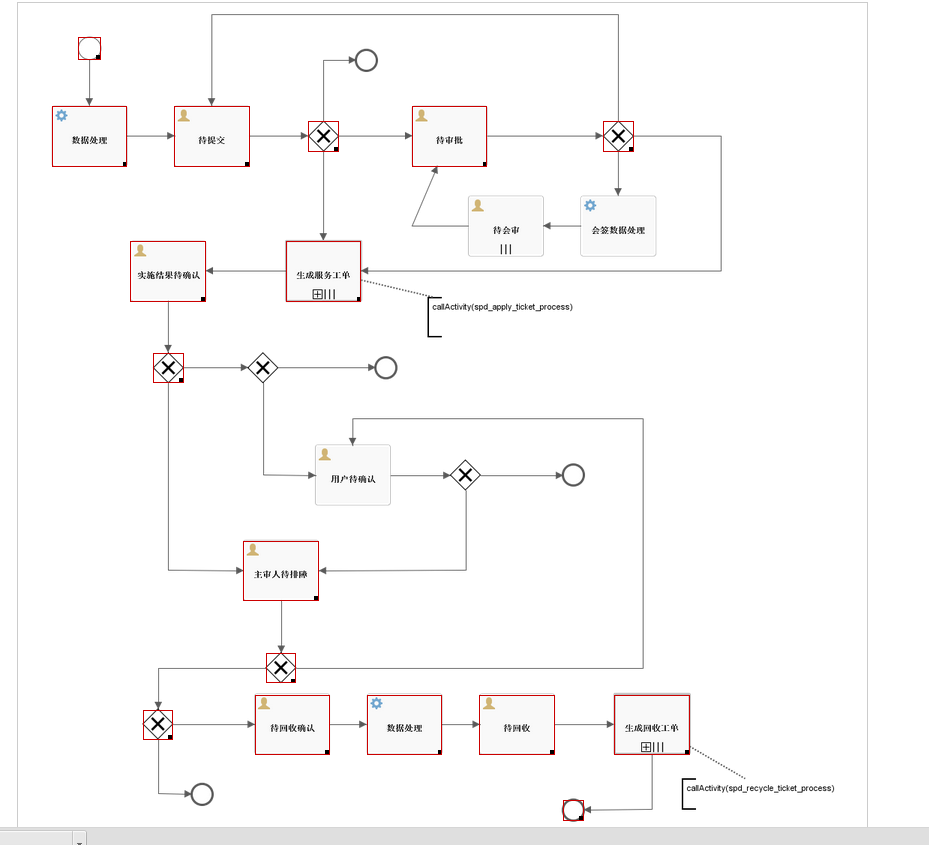 数据处理
待提交
待审批
待会审
会签数据处理
实施结果待确认
生成服务工单
callActivity(spd_apply_ticket_process)
用户待确认
主审人待排障
待回收确认
数据处理
待回收
生成回收工单
callActivity(spd_recycle_ticket_process)